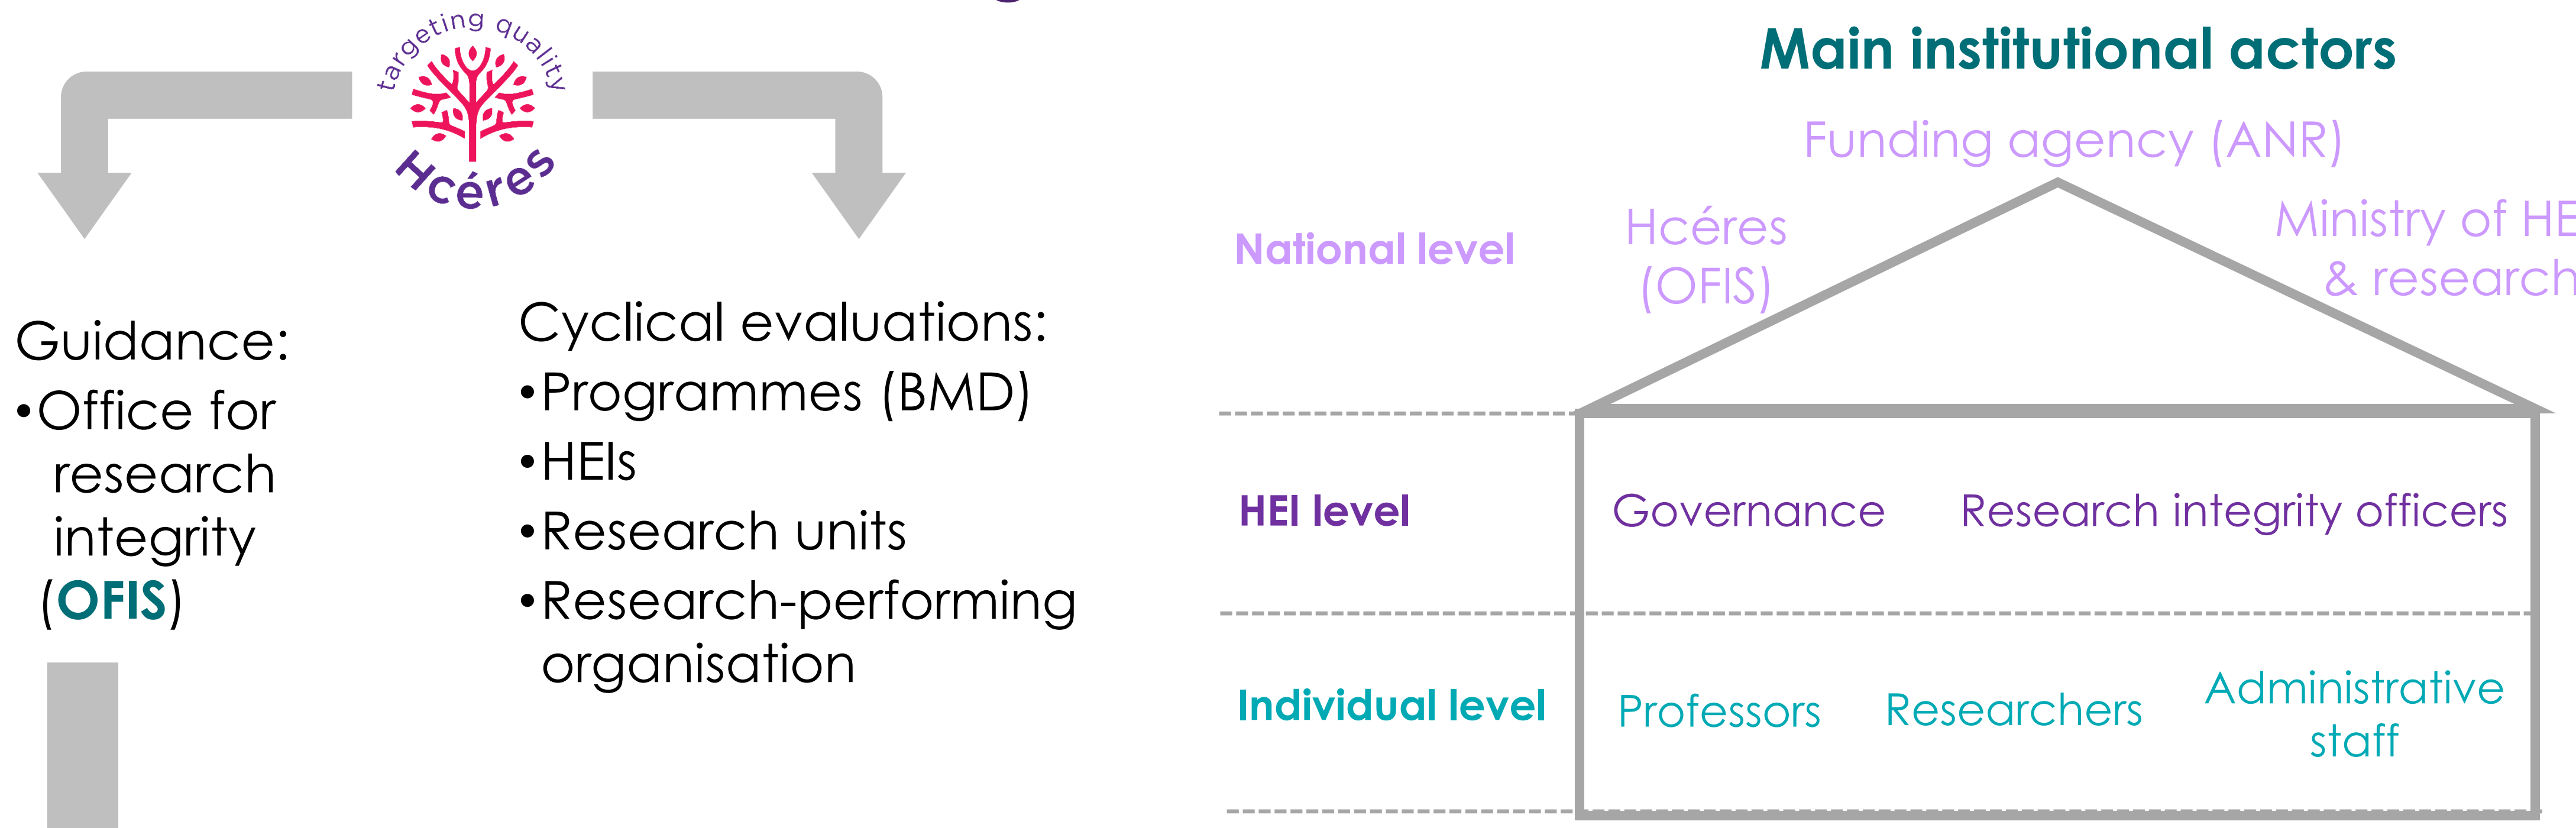 targeting quality
Hcéres
Guidance:
•Office for
research
integrity
(OFIS)
Cyclical evaluations:
•Programmes (BMD)
•HEIs
•Research units
•Research-performing
organisation
Main institutional actors
Funding agency (ANR)
National level
Hcéres
(OFIS)
Ministry of HE
& research
HEI level
Governance
Research integrity officers
Individual level
Professors
Researchers
Administrative
staff